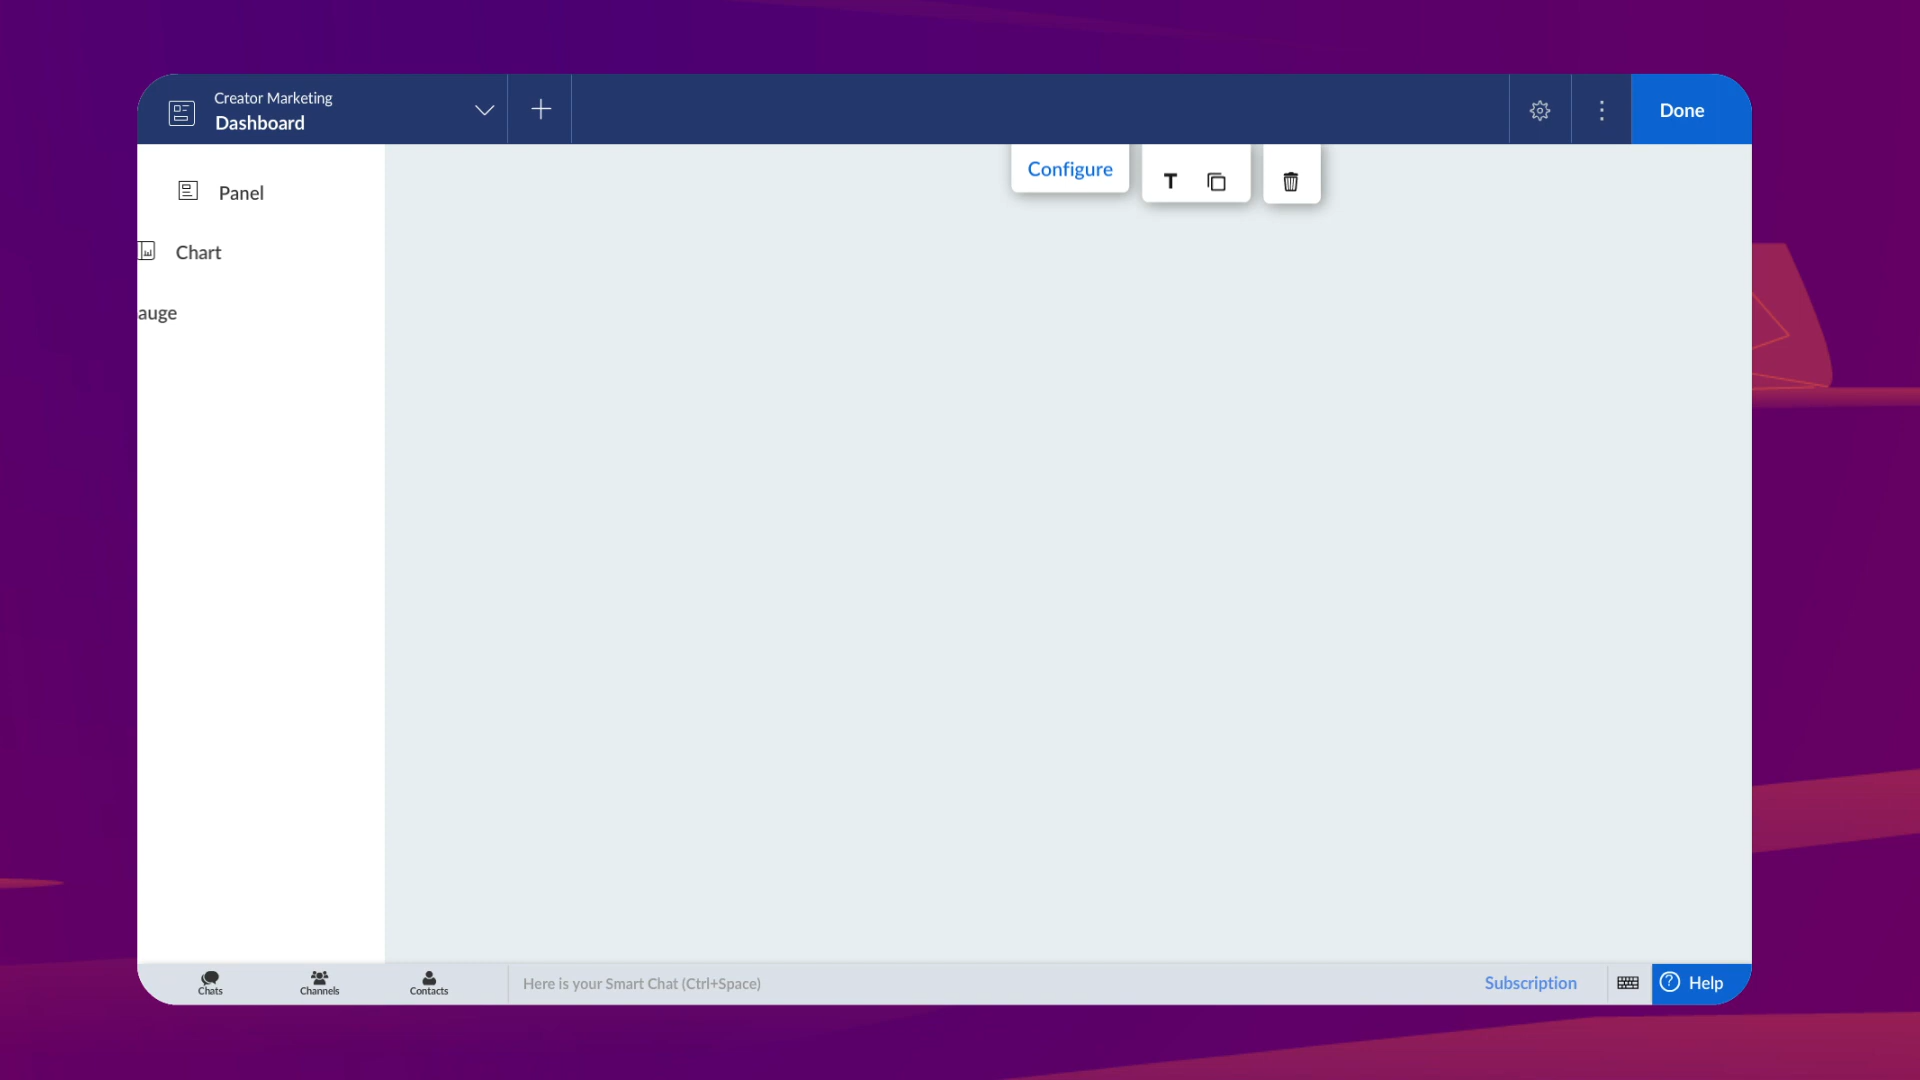 Creator Marketing
Dashboard
Done
Configure
T
Panel
Chart
auge
Chats
Channels
Contacts
Here is your Smart Chat (Ctrl+Space)
Subscription
? Help